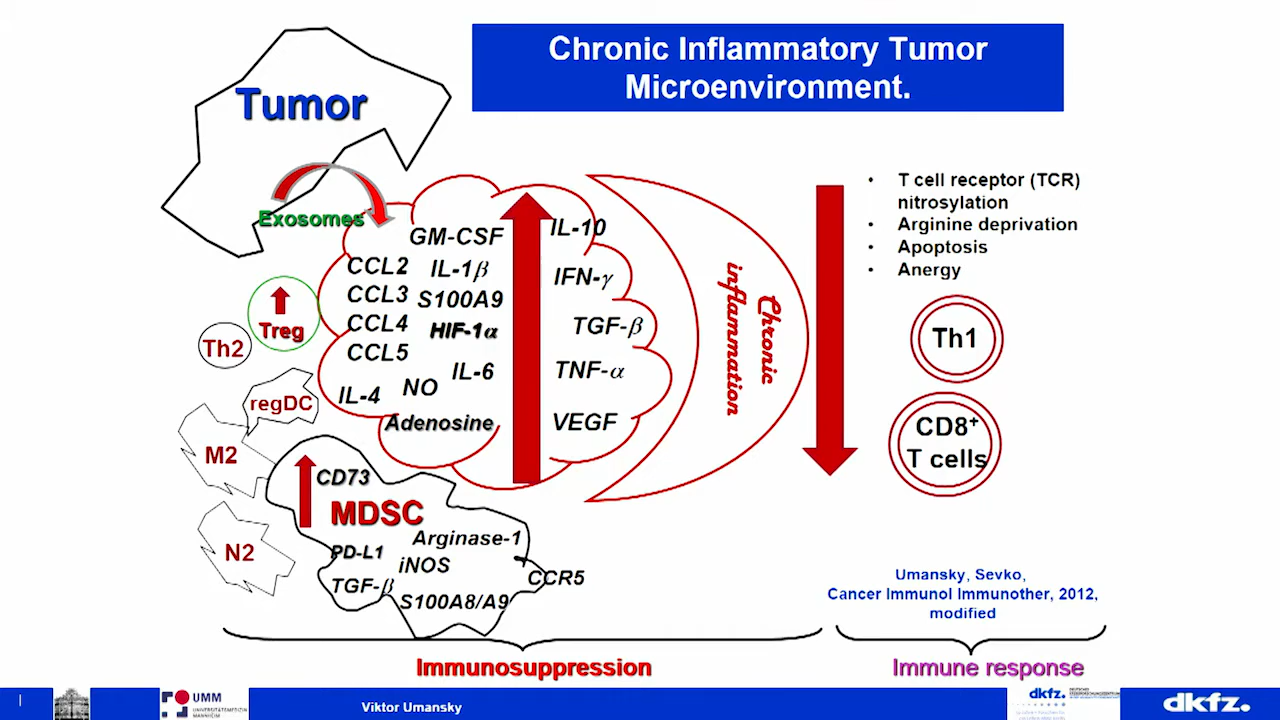 Chronic Inflammatory Tumor
Microenvironment.
Tumor
Exosomes
GM-CSF
IL-10
CCL2
IL-1β
IFN-γ
CCL3
S100A9
CCL4
HIF-1α
TGF-β
CCL5
IL-6
TNF-α
IL-4
NO
Adenosine
VEGF
Chronic
inflammation
Treg
Th2
regDC
M2
N2
CD73
MDSC
Arginase-1
PD-L1
iNOS
TGF-β
CCR5
S100A8/A9
• T cell receptor (TCR)
nitrosylation
• Arginine deprivation
• Apoptosis
• Anergy
Th1
CD8+
T cells
Umansky, Sevko,
Cancer Immunol Immunother, 2012,
modified
Immunosuppression
Immune response
UMM
UNIVERSITÄTSMEDIZIN
MANNHEIM
Viktor Umansky
dkfz.
dkfz.